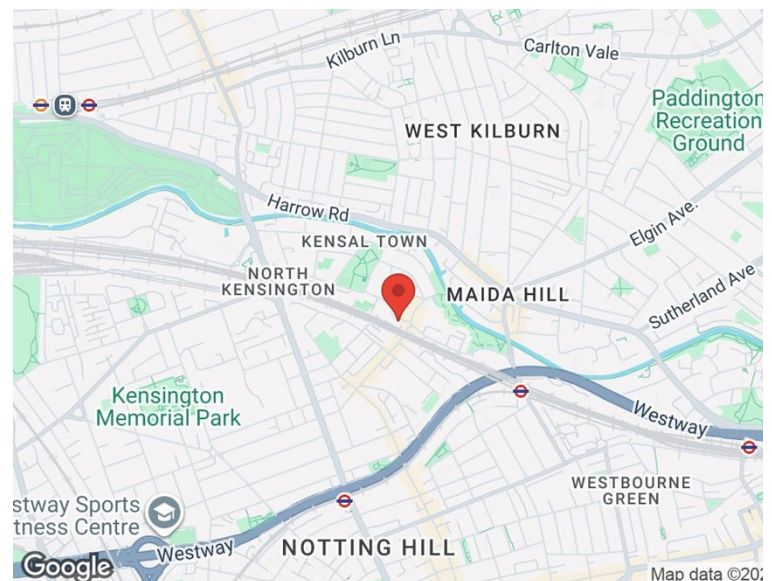 Kilburn Ln
Carlton Vale
Paddington
Recreation
Ground
WEST KILBURN
Harrow Rd
Elgin Ave.
KENSAL TOWN
NORTH
KENSINGTON
MAIDA HILL
Sutherland Ave
Kensington
Memorial Park
Westway
WESTBOURNE
GREEN
stway Sports
tness Centre
Westway
NOTTING HILL
Google
Map data ©202